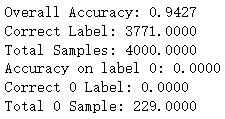 Overall Accuracy: 0.9427
Correct Label: 3771.0000
Total Samples: 4000.0000
Accuracy on label 0: 0.0000
Correct 0 Label: 0.0000
Total 0 Sample: 229.0000